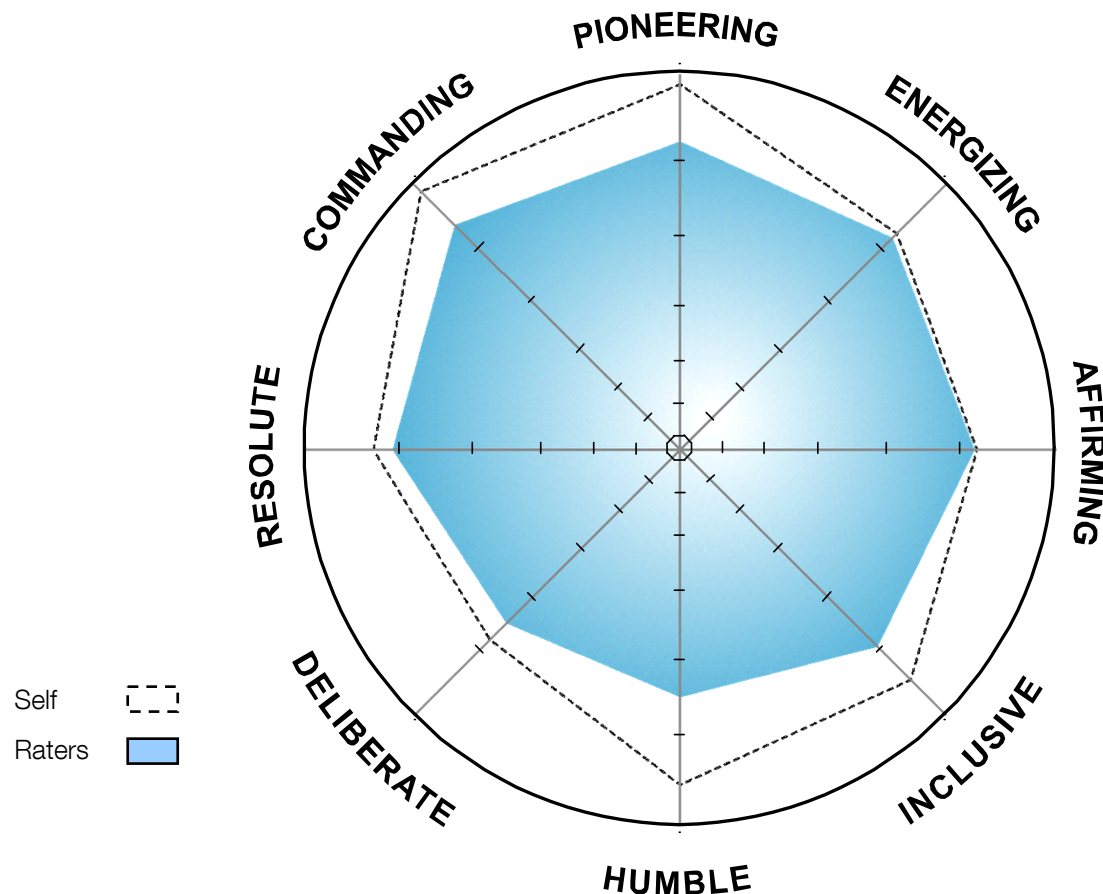 PIONEERING
ENERGIZING
AFFIRMING
INCLUSIVE
HUMBLE
DELIBERATE
RESOLUTE
COMMANDING
Self
Raters